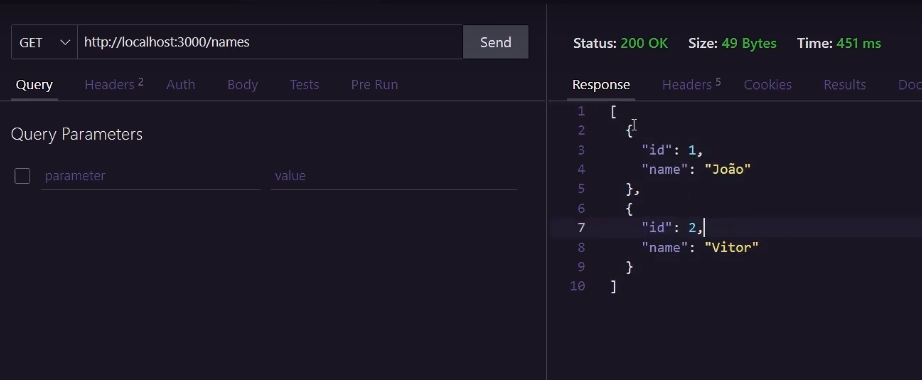 GET http://localhost:3000/names Send
Query Headers 2 Auth Body Tests Pre Run
Query Parameters
parameter value
Status: 200 OK Size: 49 Bytes Time: 451 ms
Response Headers 5 Cookies Results Doc
1 [
2 {
3 "id": 1,
4 "name": "João"
5 },
6 {
7 "id": 2,
8 "name": "Vitor"
9 }
10 ]